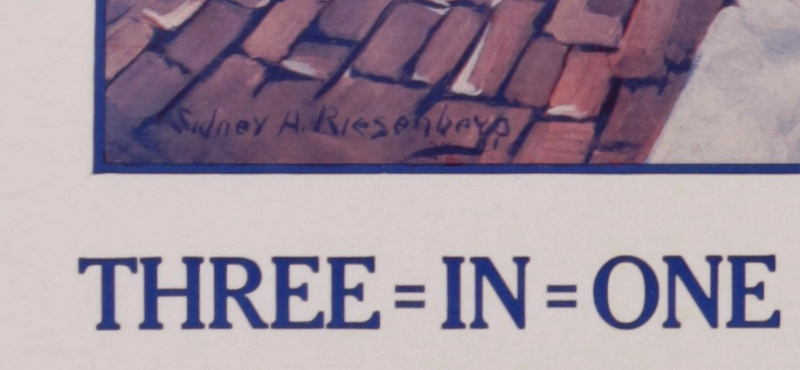 Sidney H. Riesenberg
THREE=IN=ONE